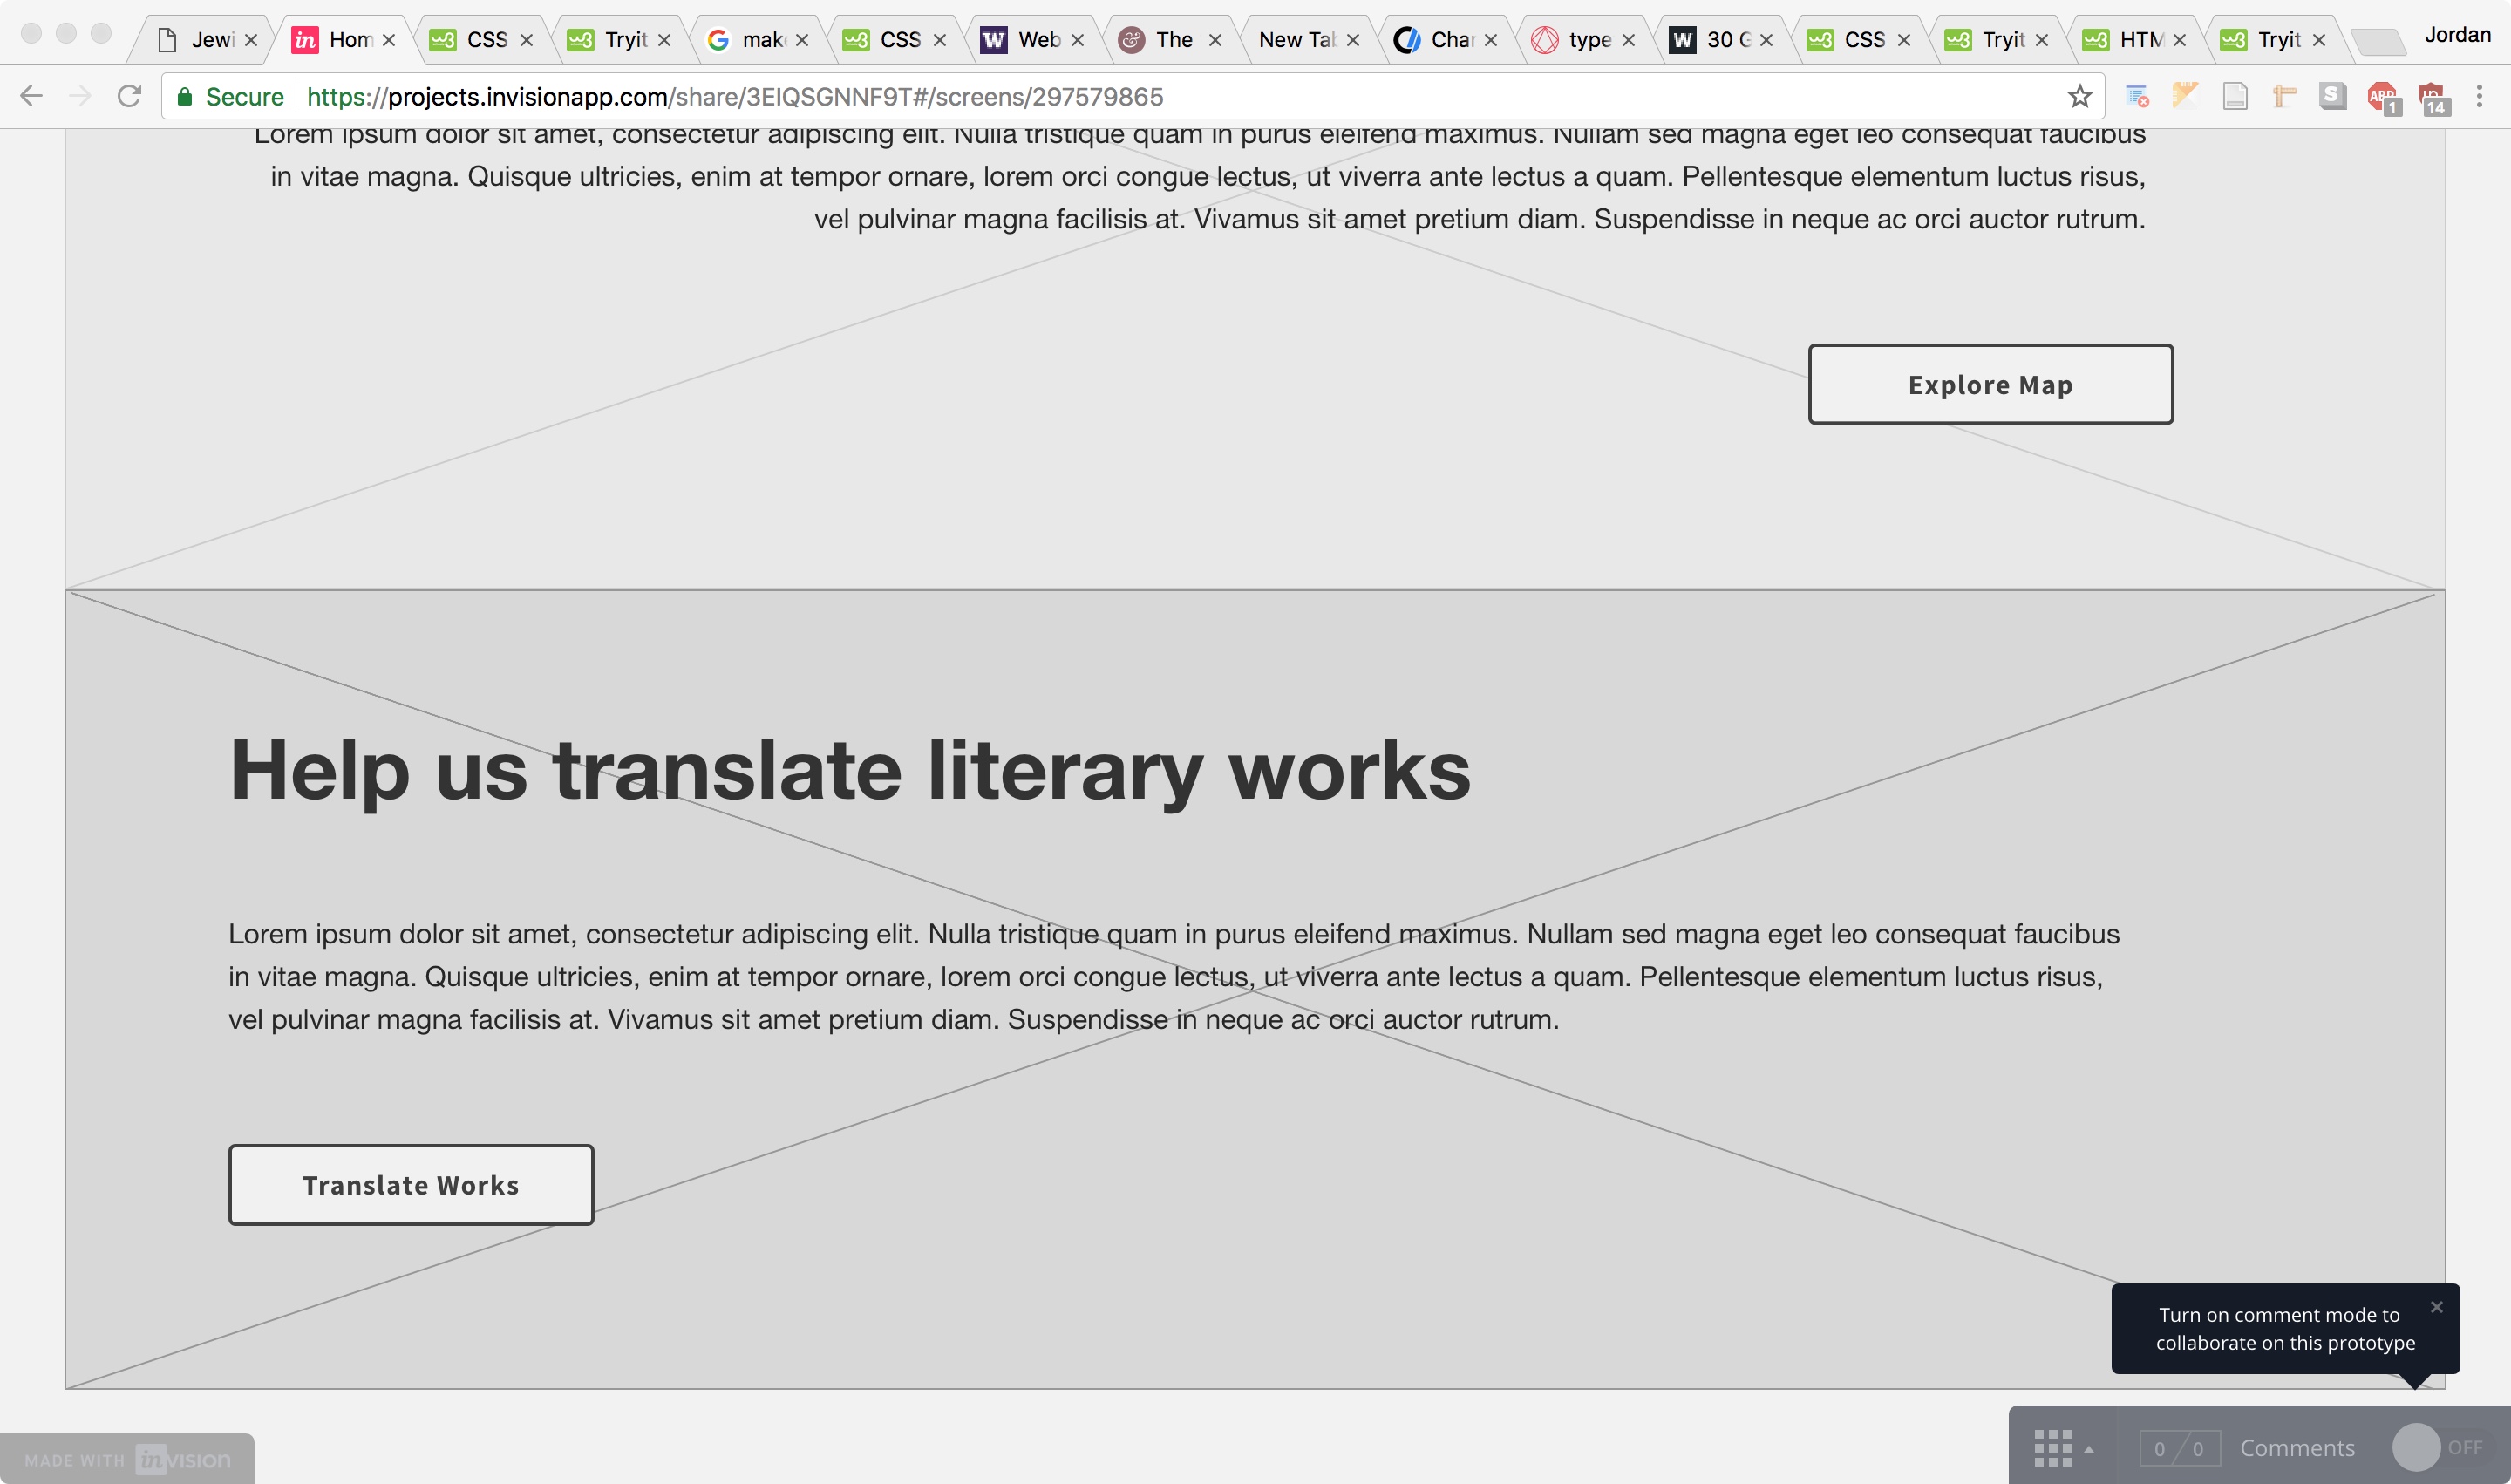 Jewi
Hom
CSS
Tryit
mak
CSS
Web
The
New Tab
Char
type
30 G
CSS
Tryit
HTM
Tryit
Jordan
Secure https://projects.invisionapp.com/share/3EIQSGNNF9T#/screens/297579865
S
ABP 1
14
Lorem ipsum dolor sit amet, consectetur adipiscing elit. Nulla tristique quam in purus eleifend maximus. Nullam sed magna eget leo consequat faucibus
in vitae magna. Quisque ultricies, enim at tempor ornare, lorem orci congue lectus, ut viverra ante lectus a quam. Pellentesque elementum luctus risus,
vel pulvinar magna facilisis at. Vivamus sit amet pretium diam. Suspendisse in neque ac orci auctor rutrum.
Explore Map
Help us translate literary works
Lorem ipsum dolor sit amet, consectetur adipiscing elit. Nulla tristique quam in purus eleifend maximus. Nullam sed magna eget leo consequat faucibus
in vitae magna. Quisque ultricies, enim at tempor ornare, lorem orci congue lectus, ut viverra ante lectus a quam. Pellentesque elementum luctus risus,
vel pulvinar magna facilisis at. Vivamus sit amet pretium diam. Suspendisse in neque ac orci auctor rutrum.
Translate Works
Turn on comment mode to
collaborate on this prototype
MADE WITH inVISION
0 / 0 Comments OFF